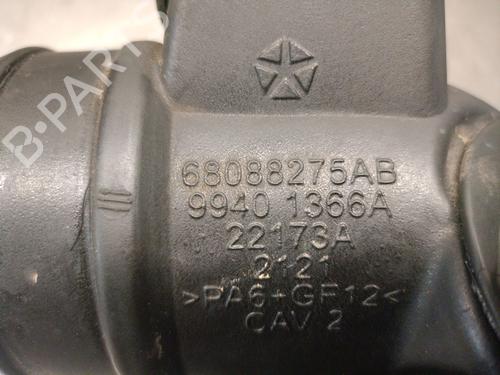 B-PARTS
68088275AB
9940 1366A
22173A
2121
>PA6+GF12<
CAV 2